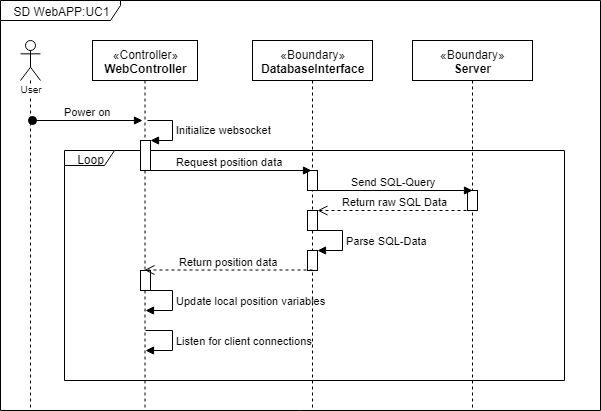 SD WebAPP:UC1
«Controller»
WebController
«Boundary»
DatabaseInterface
«Boundary»
Server
User
Power on
Initialize websocket
Loop
Request position data
Send SQL-Query
Return raw SQL Data
Parse SQL-Data
Return position data
Update local position variables
Listen for client connections